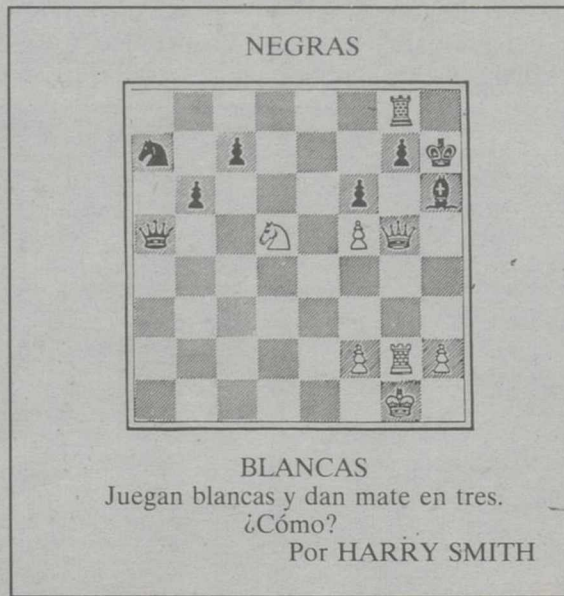 NEGRAS
BLANCAS
Juegan blancas y dan mate en tres.
¿Cómo?
Por HARRY SMITH